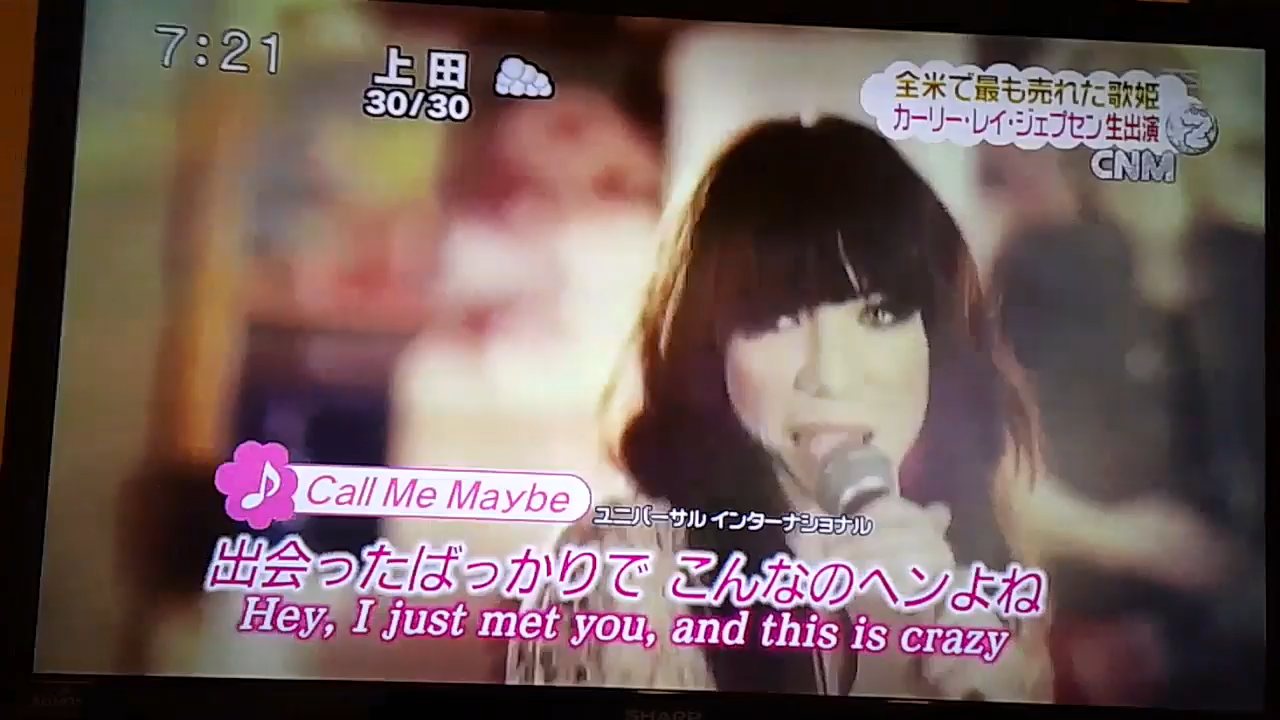 7:21
上田
30/30
全米で最も売れた歌姫
カーリー・レイ・ジェプセン生出演
Z
CNM
Call Me Maybe
ユニバーサル インターナショナル
出会ったばっかりで こんなのヘンよね
Hey, I just met you, and this is crazy
SHARP